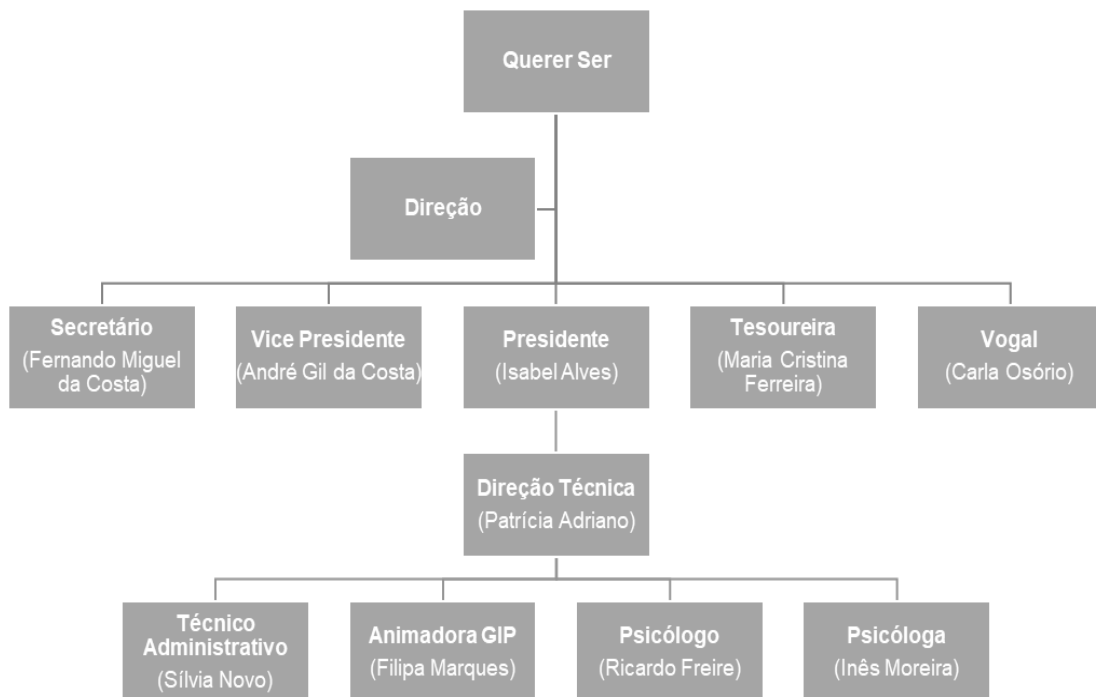 Querer Ser
Direção
Secretário
(Fernando Miguel
da Costa)
Vice Presidente
(André Gil da Costa)
Presidente
(Isabel Alves)
Tesoureira
(Maria Cristina
Ferreira)
Vogal
(Carla Osório)
Direção Técnica
(Patrícia Adriano)
Técnico
Administrativo
(Sílvia Novo)
Animadora GIP
(Filipa Marques)
Psicólogo
(Ricardo Freire)
Psicóloga
(Inês Moreira)